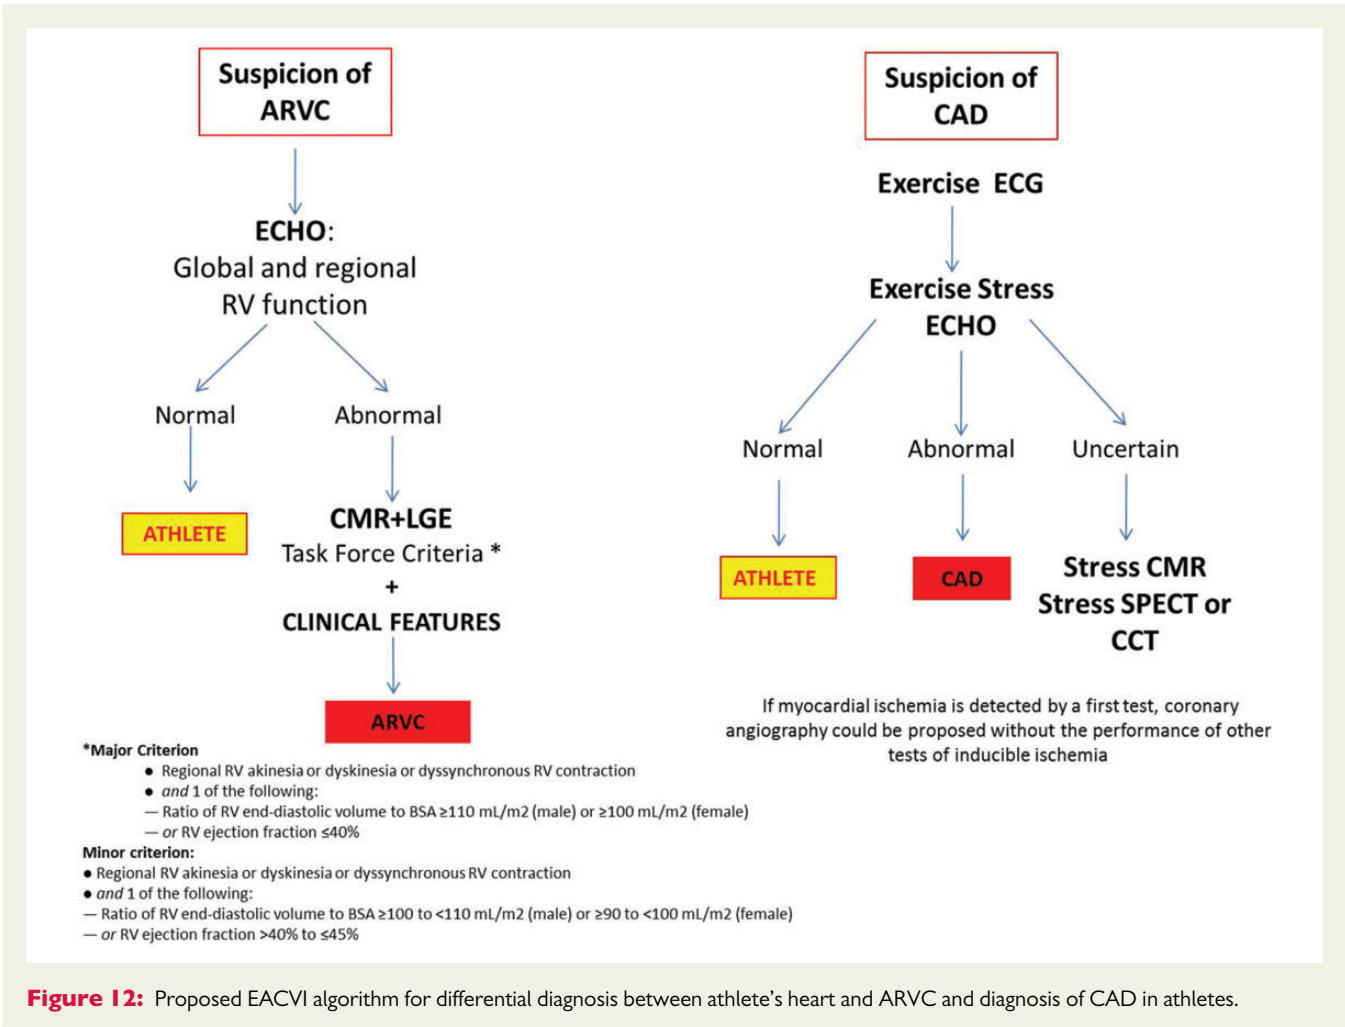 Suspicion of
ARVC
ECHO:
Global and regional
RV function
Normal
Abnormal
ATHLETE
CMR+LGE
Task Force Criteria *
+
CLINICAL FEATURES
ARVC
*Major Criterion
● Regional RV akinesia or dyskinesia or dyssynchronous RV contraction
● and 1 of the following:
— Ratio of RV end-diastolic volume to BSA ≥110 mL/m2 (male) or ≥100 mL/m2 (female)
— or RV ejection fraction ≤40%
Minor criterion:
● Regional RV akinesia or dyskinesia or dyssynchronous RV contraction
● and 1 of the following:
— Ratio of RV end-diastolic volume to BSA ≥100 to <110 mL/m2 (male) or ≥90 to <100 mL/m2 (female)
— or RV ejection fraction >40% to ≤45%
Suspicion of
CAD
Exercise ECG
Exercise Stress
ECHO
Normal
Abnormal
Uncertain
ATHLETE
CAD
Stress CMR
Stress SPECT or
CCT
If myocardial ischemia is detected by a first test, coronary
angiography could be proposed without the performance of other
tests of inducible ischemia
Figure 12: Proposed EACVI algorithm for differential diagnosis between athlete's heart and ARVC and diagnosis of CAD in athletes.